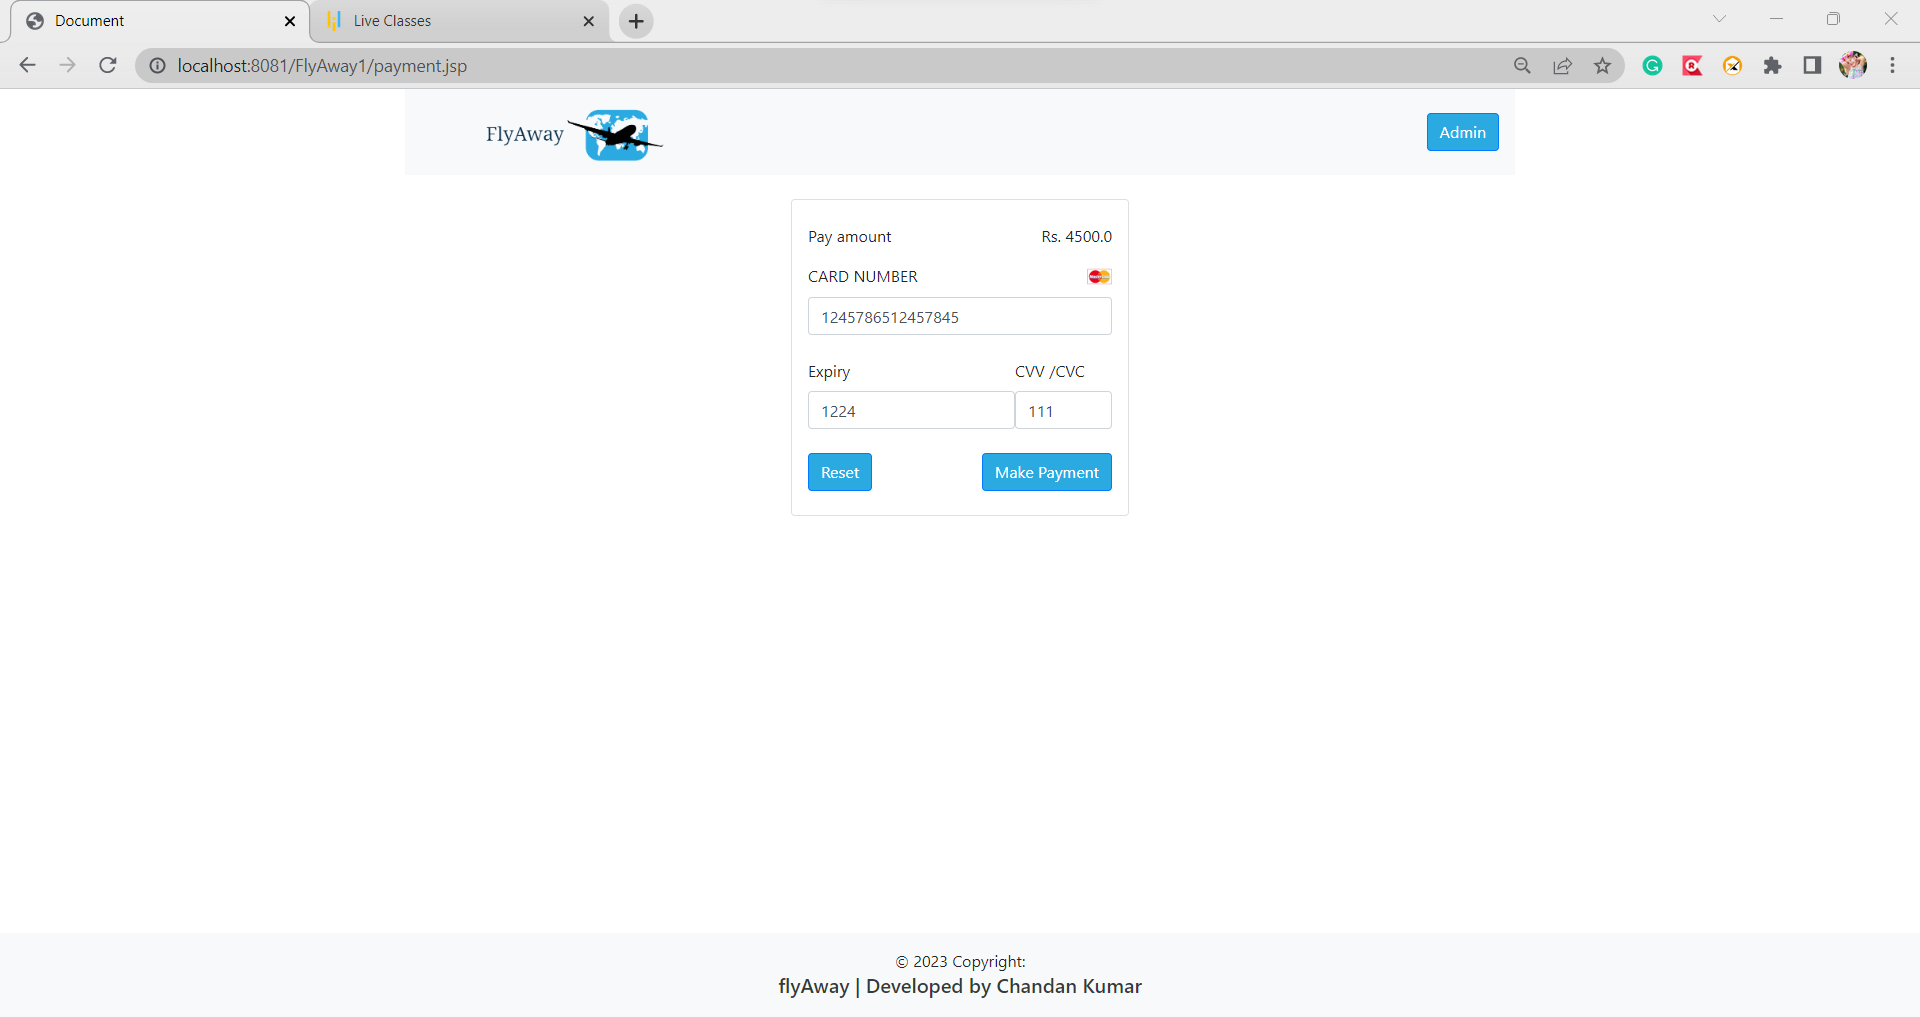 Document
Live Classes
localhost:8081/FlyAway1/payment.jsp
FlyAway
Admin
Pay amount Rs. 4500.0
CARD NUMBER
1245786512457845
Expiry CVV /CVC
1224 111
Reset Make Payment
© 2023 Copyright:
flyAway | Developed by Chandan Kumar